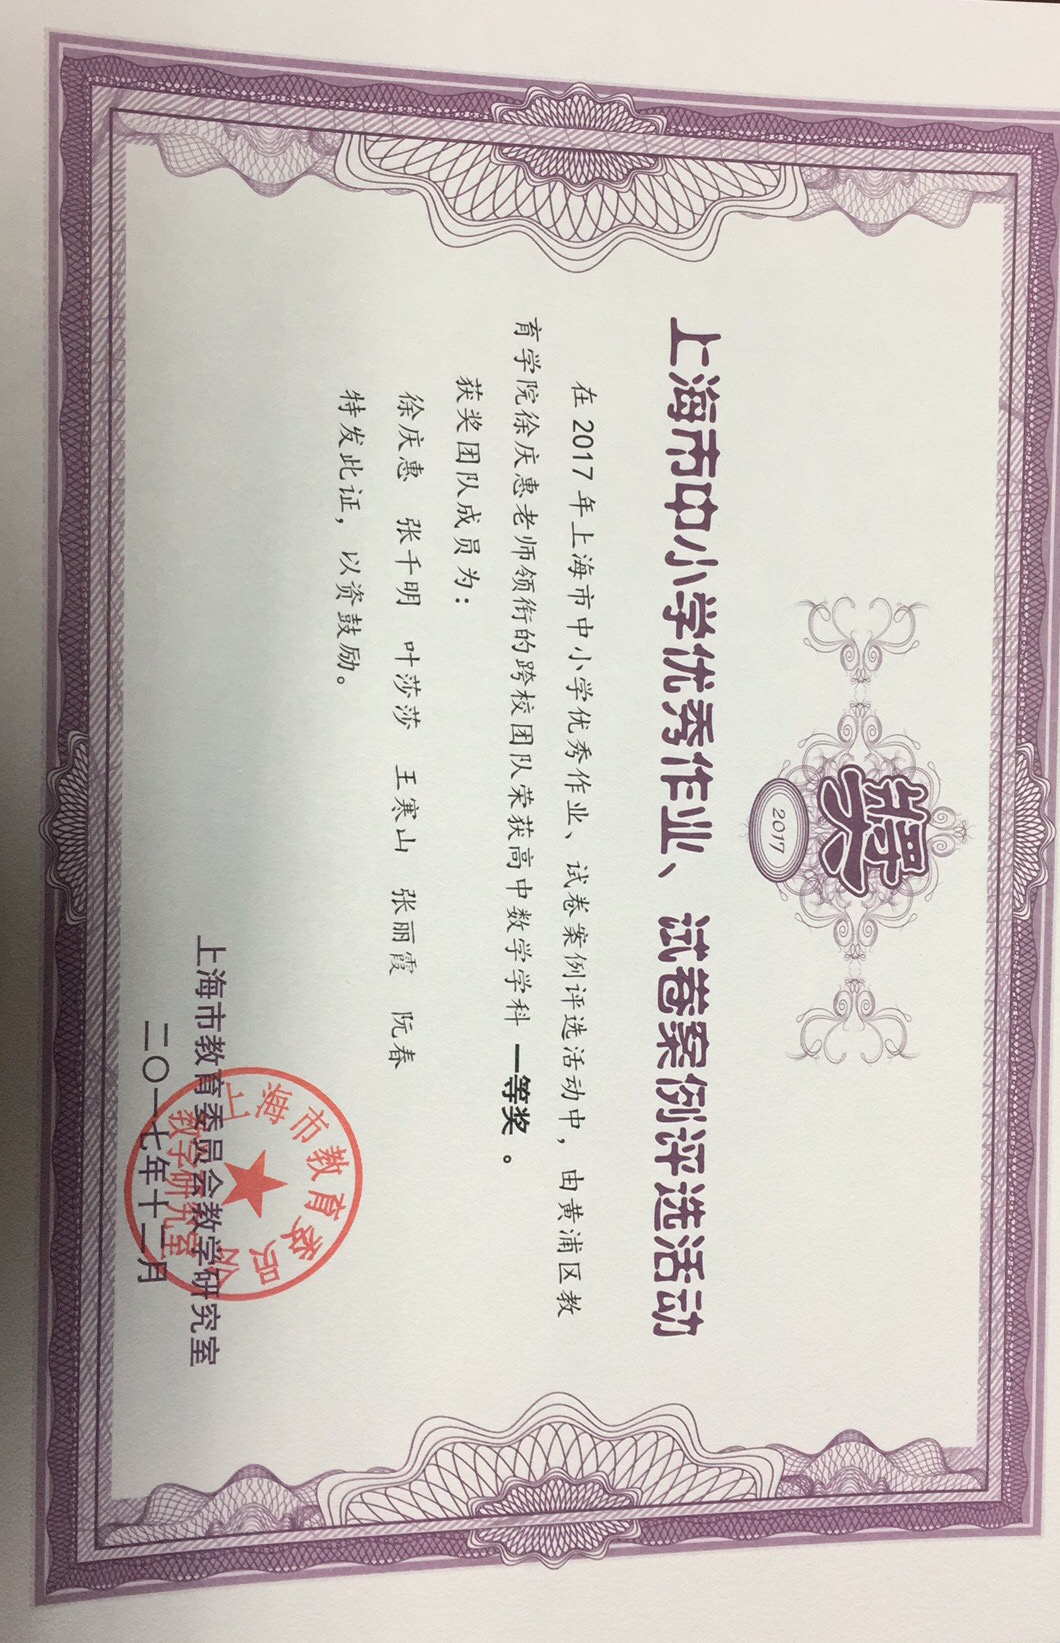 奖
2017
上海市中小学优秀作业、试卷案例评选活动
在 2017 年上海市中小学优秀作业、试卷案例评选活动中，由黄浦区教
育学院徐庆惠老师领衔的跨校团队荣获高中数学学科 一等奖 。
获奖团队成员为：
徐庆惠 张千明 叶莎莎 王寒山 张丽霞 阮春
特发此证，以资鼓励。
上海市教育委员会教学研究室
二〇一七年十二月
上海市教育委员会
教学研究室